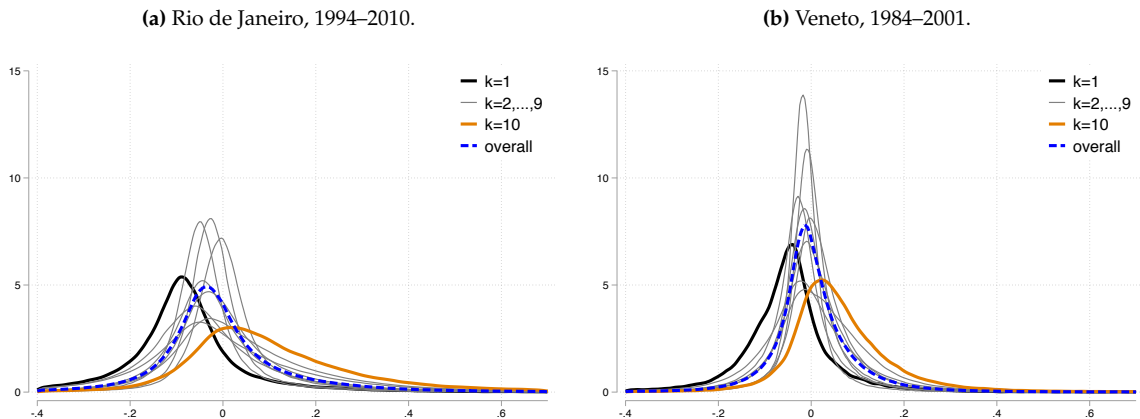 (a) Rio de Janeiro, 1994–2010.
15
10
5
0
-.4 -.2 0 .2 .4 .6
k=1
k=2,...,9
k=10
overall
(b) Veneto, 1984–2001.
15
10
5
0
-.4 -.2 0 .2 .4 .6
k=1
k=2,...,9
k=10
overall